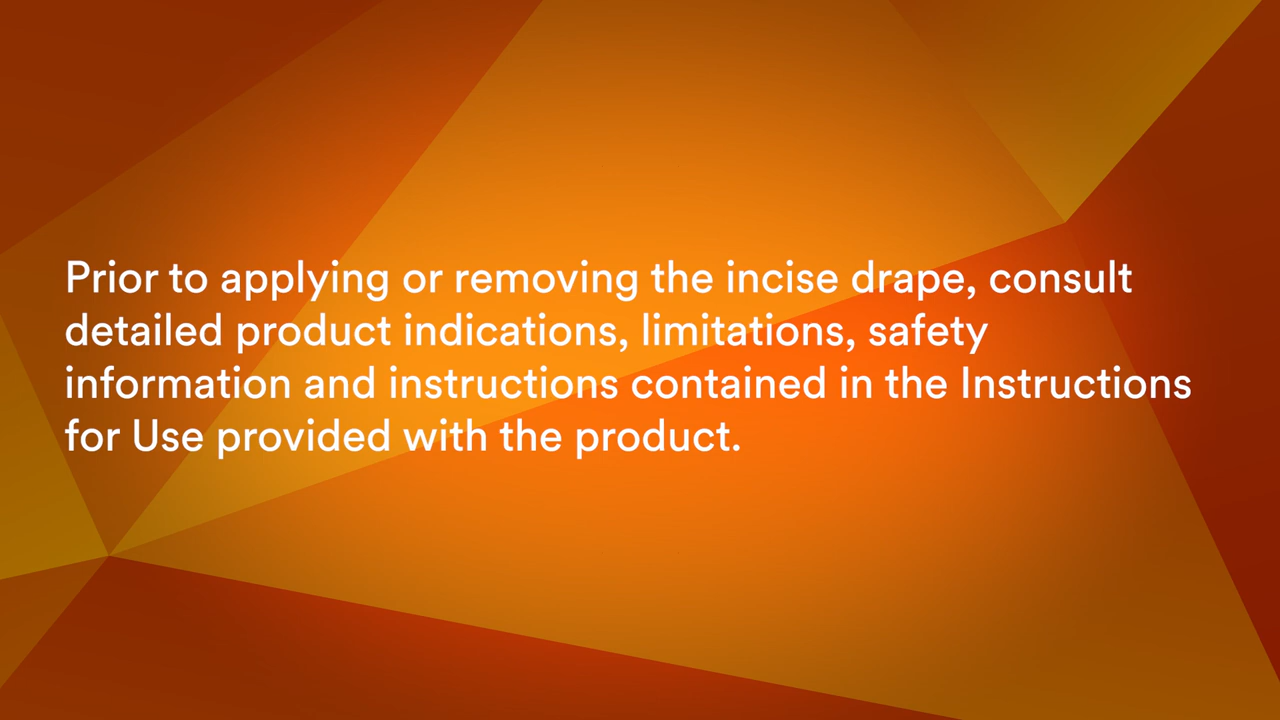 Prior to applying or removing the incise drape, consult
detailed product indications, limitations, safety
information and instructions contained in the Instructions
for Use provided with the product.